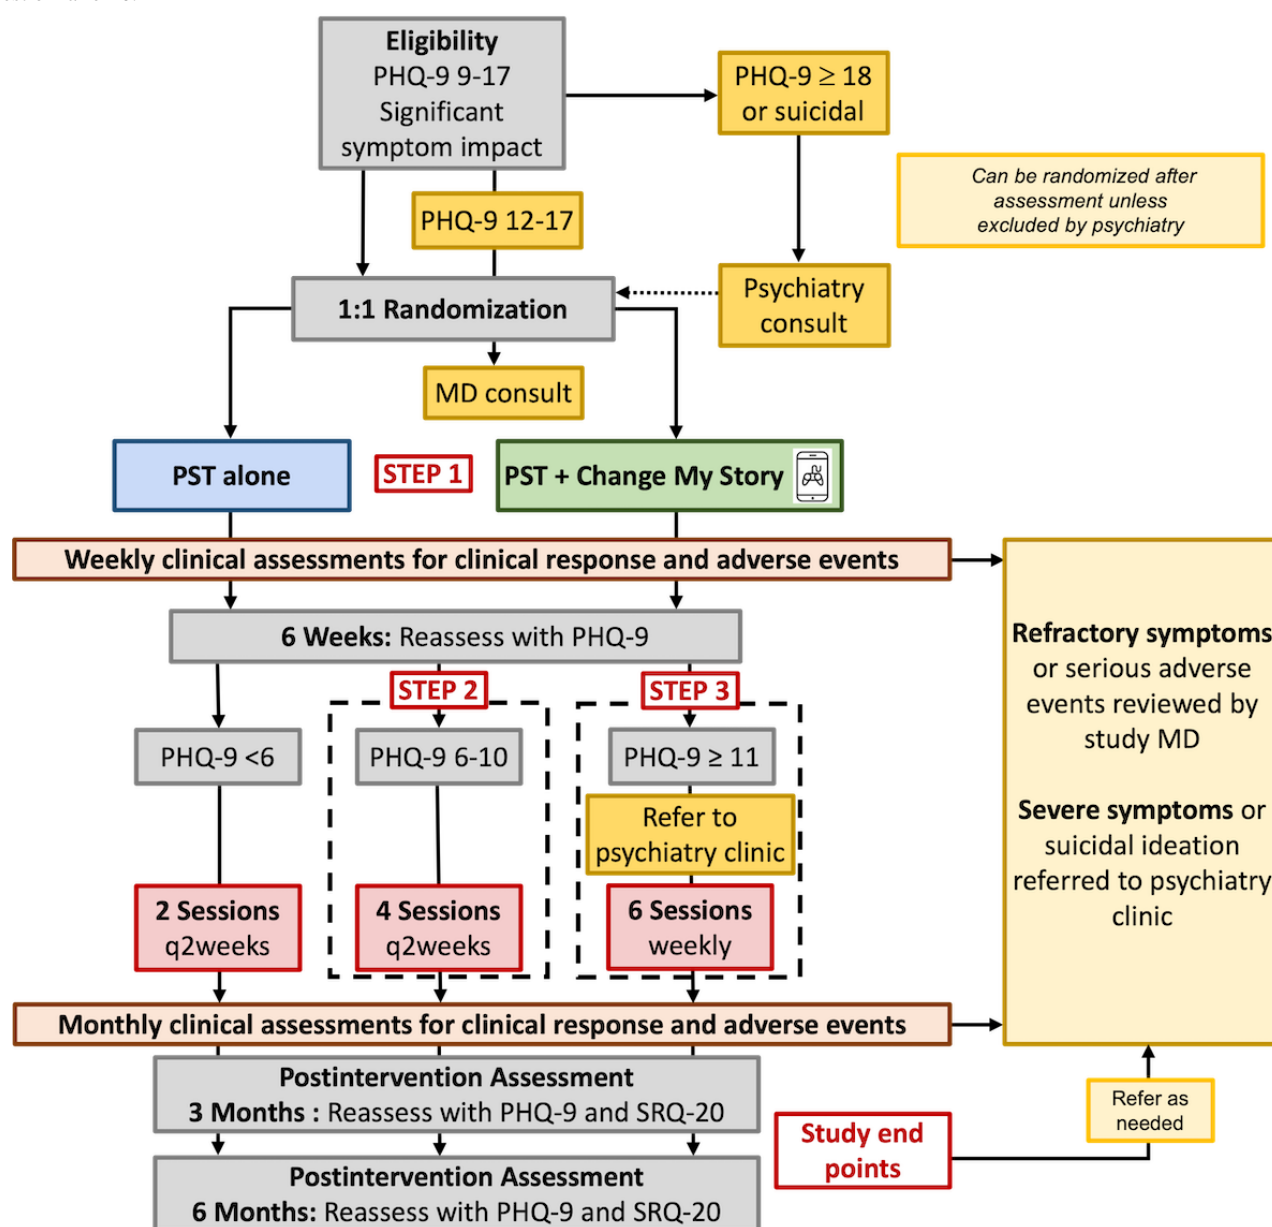 Eligibility
PHQ-9 9-17
Significant
symptom impact
PHQ-9 ≥ 18
or suicidal
Can be randomized after
assessment unless
excluded by psychiatry
PHQ-9 12-17
1:1 Randomization
Psychiatry
consult
MD consult
PST alone
STEP 1
PST + Change My Story
Weekly clinical assessments for clinical response and adverse events
6 Weeks: Reassess with PHQ-9
STEP 2
STEP 3
PHQ-9 <6
PHQ-9 6-10
PHQ-9 ≥ 11
Refer to
psychiatry clinic
2 Sessions
q2weeks
4 Sessions
q2weeks
6 Sessions
weekly
Refractory symptoms
or serious adverse
events reviewed by
study MD
Severe symptoms or
suicidal ideation
referred to psychiatry
clinic
Monthly clinical assessments for clinical response and adverse events
Postintervention Assessment
3 Months : Reassess with PHQ-9 and SRQ-20
Refer as
needed
Study end
points
Postintervention Assessment
6 Months: Reassess with PHQ-9 and SRQ-20